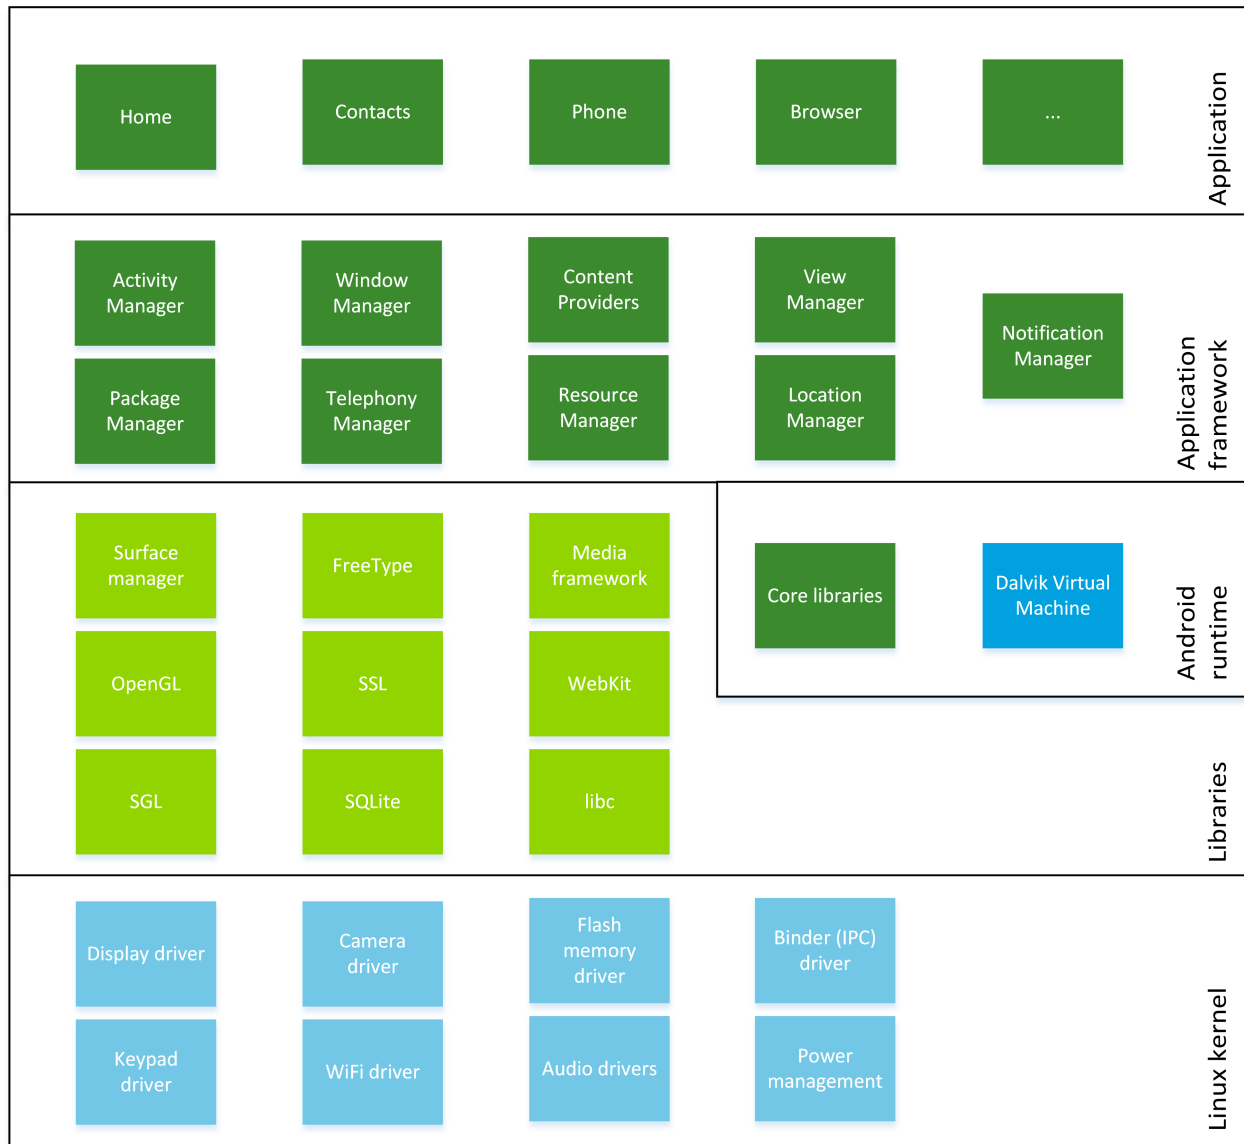 Home
Contacts
Phone
Browser
...
Application
Activity
Manager
Window
Manager
Content
Providers
View
Manager
Notification
Manager
Package
Manager
Telephony
Manager
Resource
Manager
Location
Manager
Application
framework
Surface
manager
FreeType
Media
framework
Core libraries
Dalvik Virtual
Machine
Android
runtime
OpenGL
SSL
WebKit
SGL
SQLite
libc
Libraries
Display driver
Camera
driver
Flash
memory
driver
Binder (IPC)
driver
Keypad
driver
WiFi driver
Audio drivers
Power
management
Linux kernel